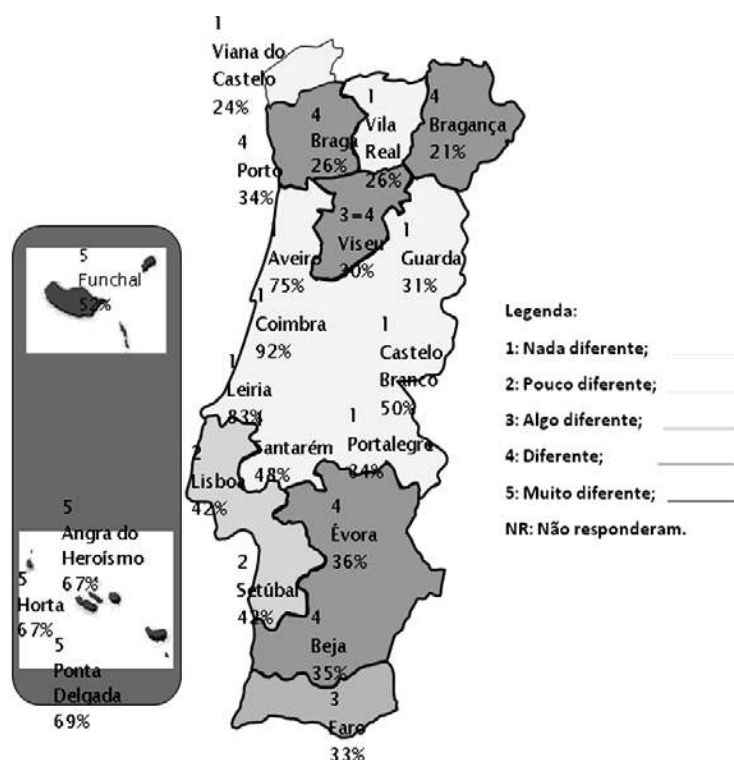 1
Viana do
Castelo
24%
4
Braga
26%
1
Vila
Real
26%
4
Bragança
21%
4
Porto
34%
3=4
Viseu
30%
1
Aveiro
75%
1
Guarda
31%
5
Funchal
52%
1
Coimbra
92%
1
Castelo
Branco
50%
1
Leiria
83%
Santarém
48%
1
Portalegre
34%
2
Lisboa
42%
4
Évora
36%
2
Setúbal
42%
4
Beja
35%
3
Faro
33%
5
Angra do
Heroísmo
67%
5
Horta
67%
5
Ponta
Delgada
69%
Legenda:
1: Nada diferente;
2: Pouco diferente;
3: Algo diferente;
4: Diferente;
5: Muito diferente;
NR: Não responderam.